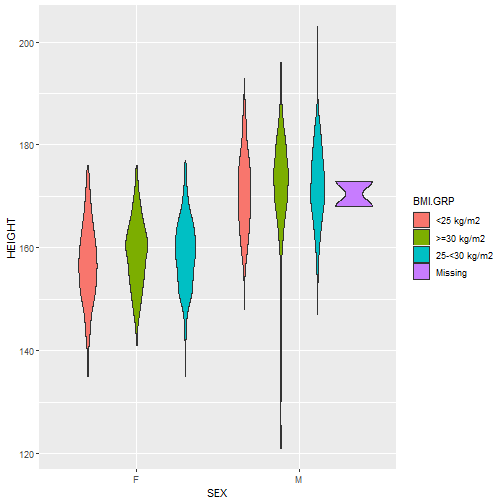 200
180
160
140
120
HEIGHT
F
M
SEX
BMI.GRP
<25 kg/m2
>=30 kg/m2
25-<30 kg/m2
Missing